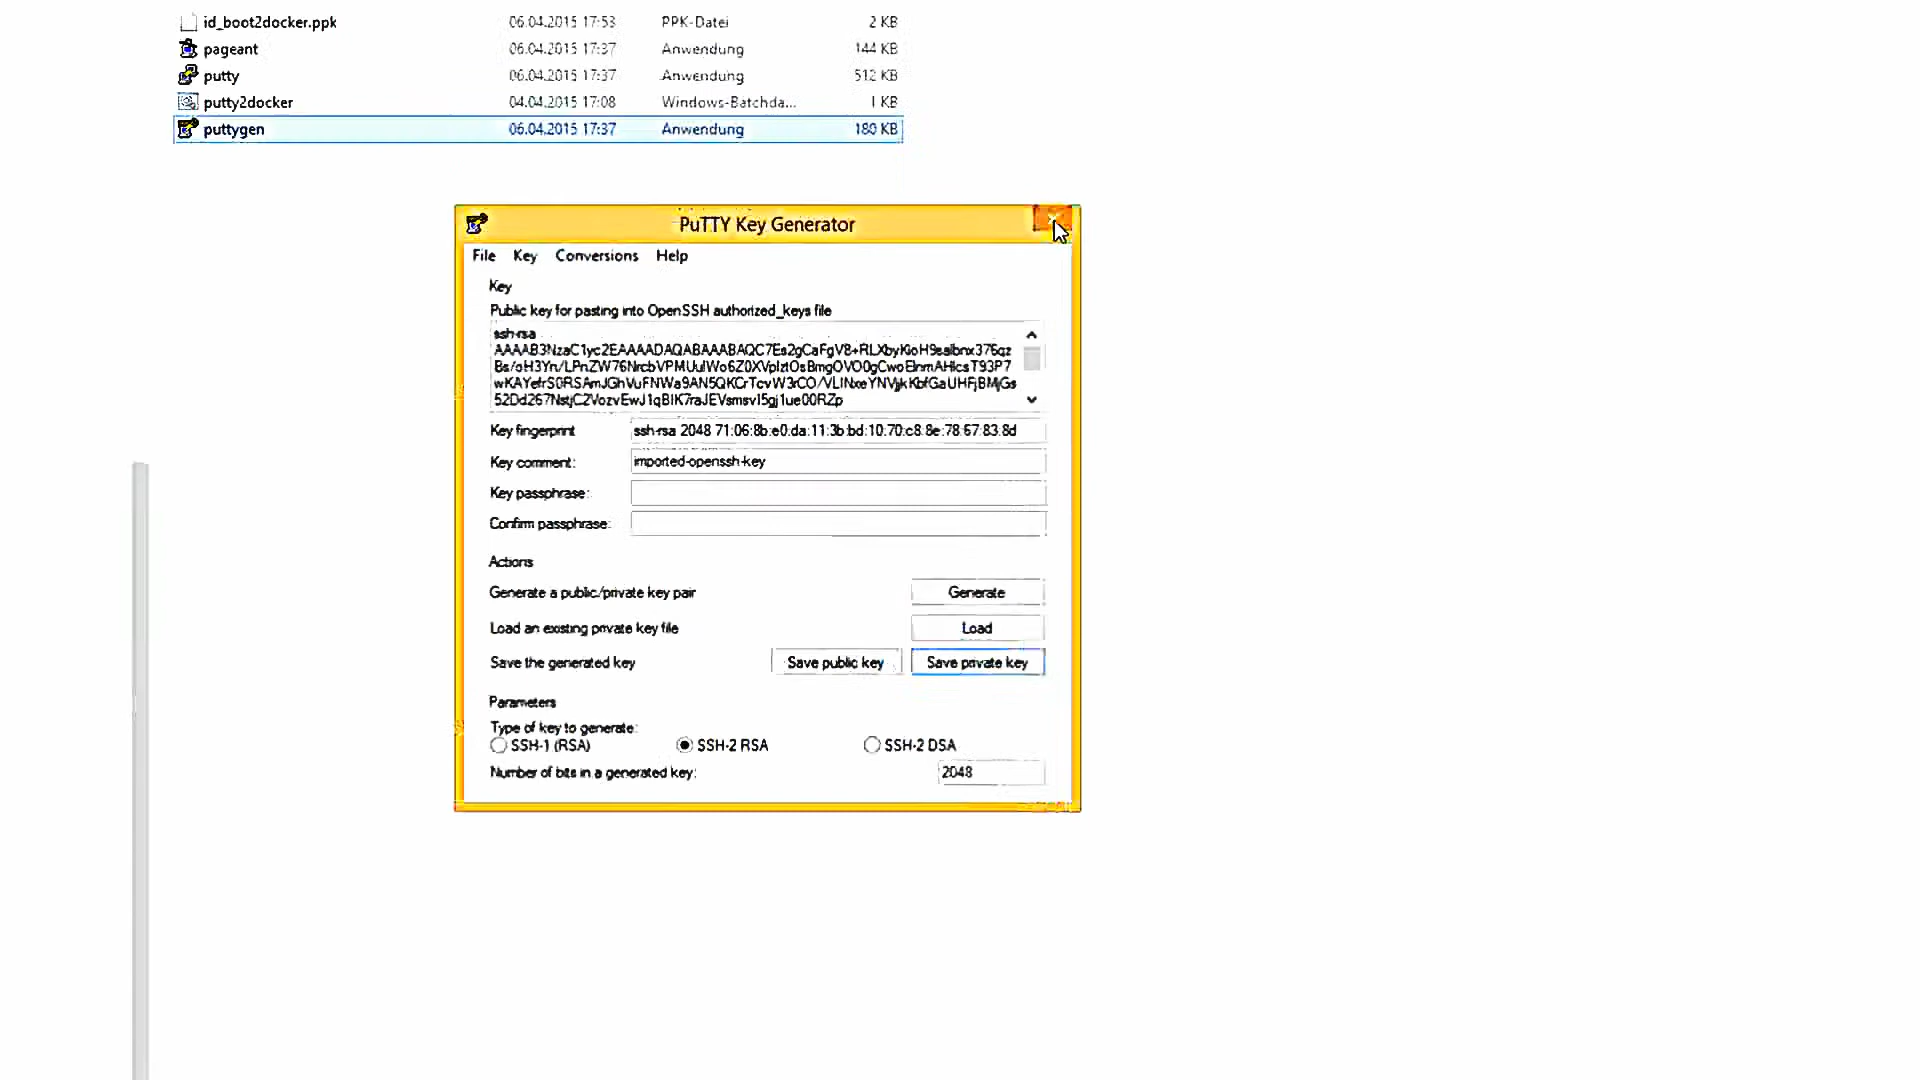 id_boot2docker.ppk 06.04.2015 17:53 PPK-Datei 2 KB
pageant 06.04.2015 17:37 Anwendung 144 KB
putty 06.04.2015 17:37 Anwendung 512 KB
putty2docker 04.04.2015 17:08 Windows-Batchda... 1 KB
puttygen 06.04.2015 17:37 Anwendung 180 KB
PuTTY Key Generator
File Key Conversions Help
Key
Public key for pasting into OpenSSH authorized_keys file
ssh-rsa
Key fingerprint ssh-rsa 2048 71:06:8b:e0:da:11:3b:bd:10:70:c8:8e:78:67:83:8d
Key comment: imported-openssh-key
Key passphrase:
Confirm passphrase:
Actions
Generate a public/private key pair Generate
Load an existing private key file Load
Save the generated key Save public key Save private key
Parameters
Type of key to generate:
SSH-1 (RSA) SSH-2 RSA SSH-2 DSA
Number of bits in a generated key: 2048